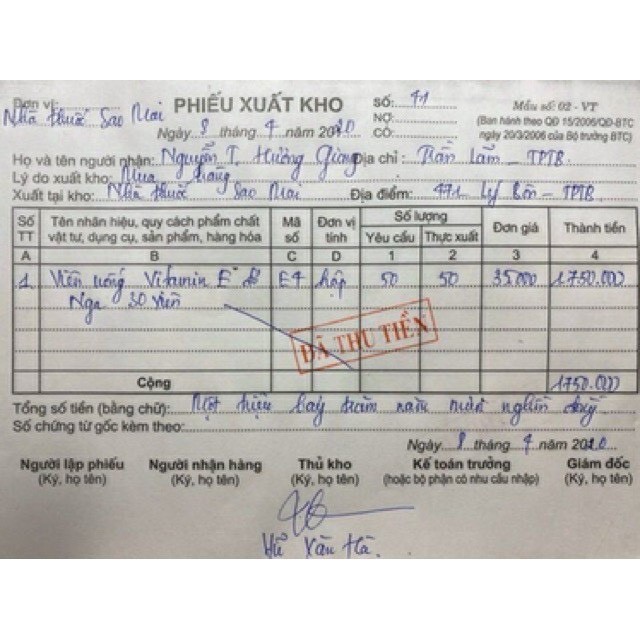 Đơn vị: Nhà thuốc Sao Mai
PHIẾU XUẤT KHO
Số: 41
Ngày 8 tháng 4 năm 2020
NỢ:
CÓ:
Mẫu số: 02 - VT
(Ban hành theo QĐ 15/2006/QĐ-BTC
ngày 20/3/2006 của Bộ trưởng BTC)
Họ và tên người nhận: Nguyễn T. Hương Giang Địa chỉ: Trần Lãm - TPTB.
Lý do xuất kho: Mua hàng
Xuất tại kho: Nhà thuốc Sao Mai Địa điểm: 471 Lý Bôn - TPTB.
Số TT Tên nhãn hiệu, quy cách phẩm chất vật tư, dụng cụ, sản phẩm, hàng hóa Mã số Đơn vị tính Số lượng Đơn giá Thành tiền
Yêu cầu Thực xuất
A B C D 1 2 3 4
1 Viên uống Vitamin E đỏ E4 hộp 50 50 35.000 1.750.000
Nga 30 viên
ĐÃ THU TIỀN
Cộng 1750.000
Tổng số tiền (bằng chữ): Một triệu bảy trăm năm mươi nghìn
Số chứng từ gốc kèm theo:
Ngày 8 tháng 4 năm 2020
Người lập phiếu Người nhận hàng Thủ kho Kế toán trưởng Giám đốc
(Ký, họ tên) (Ký, họ tên) (Ký, họ tên) (hoặc bộ phận có nhu cầu nhập) (Ký, họ tên)
Xuân Hà.